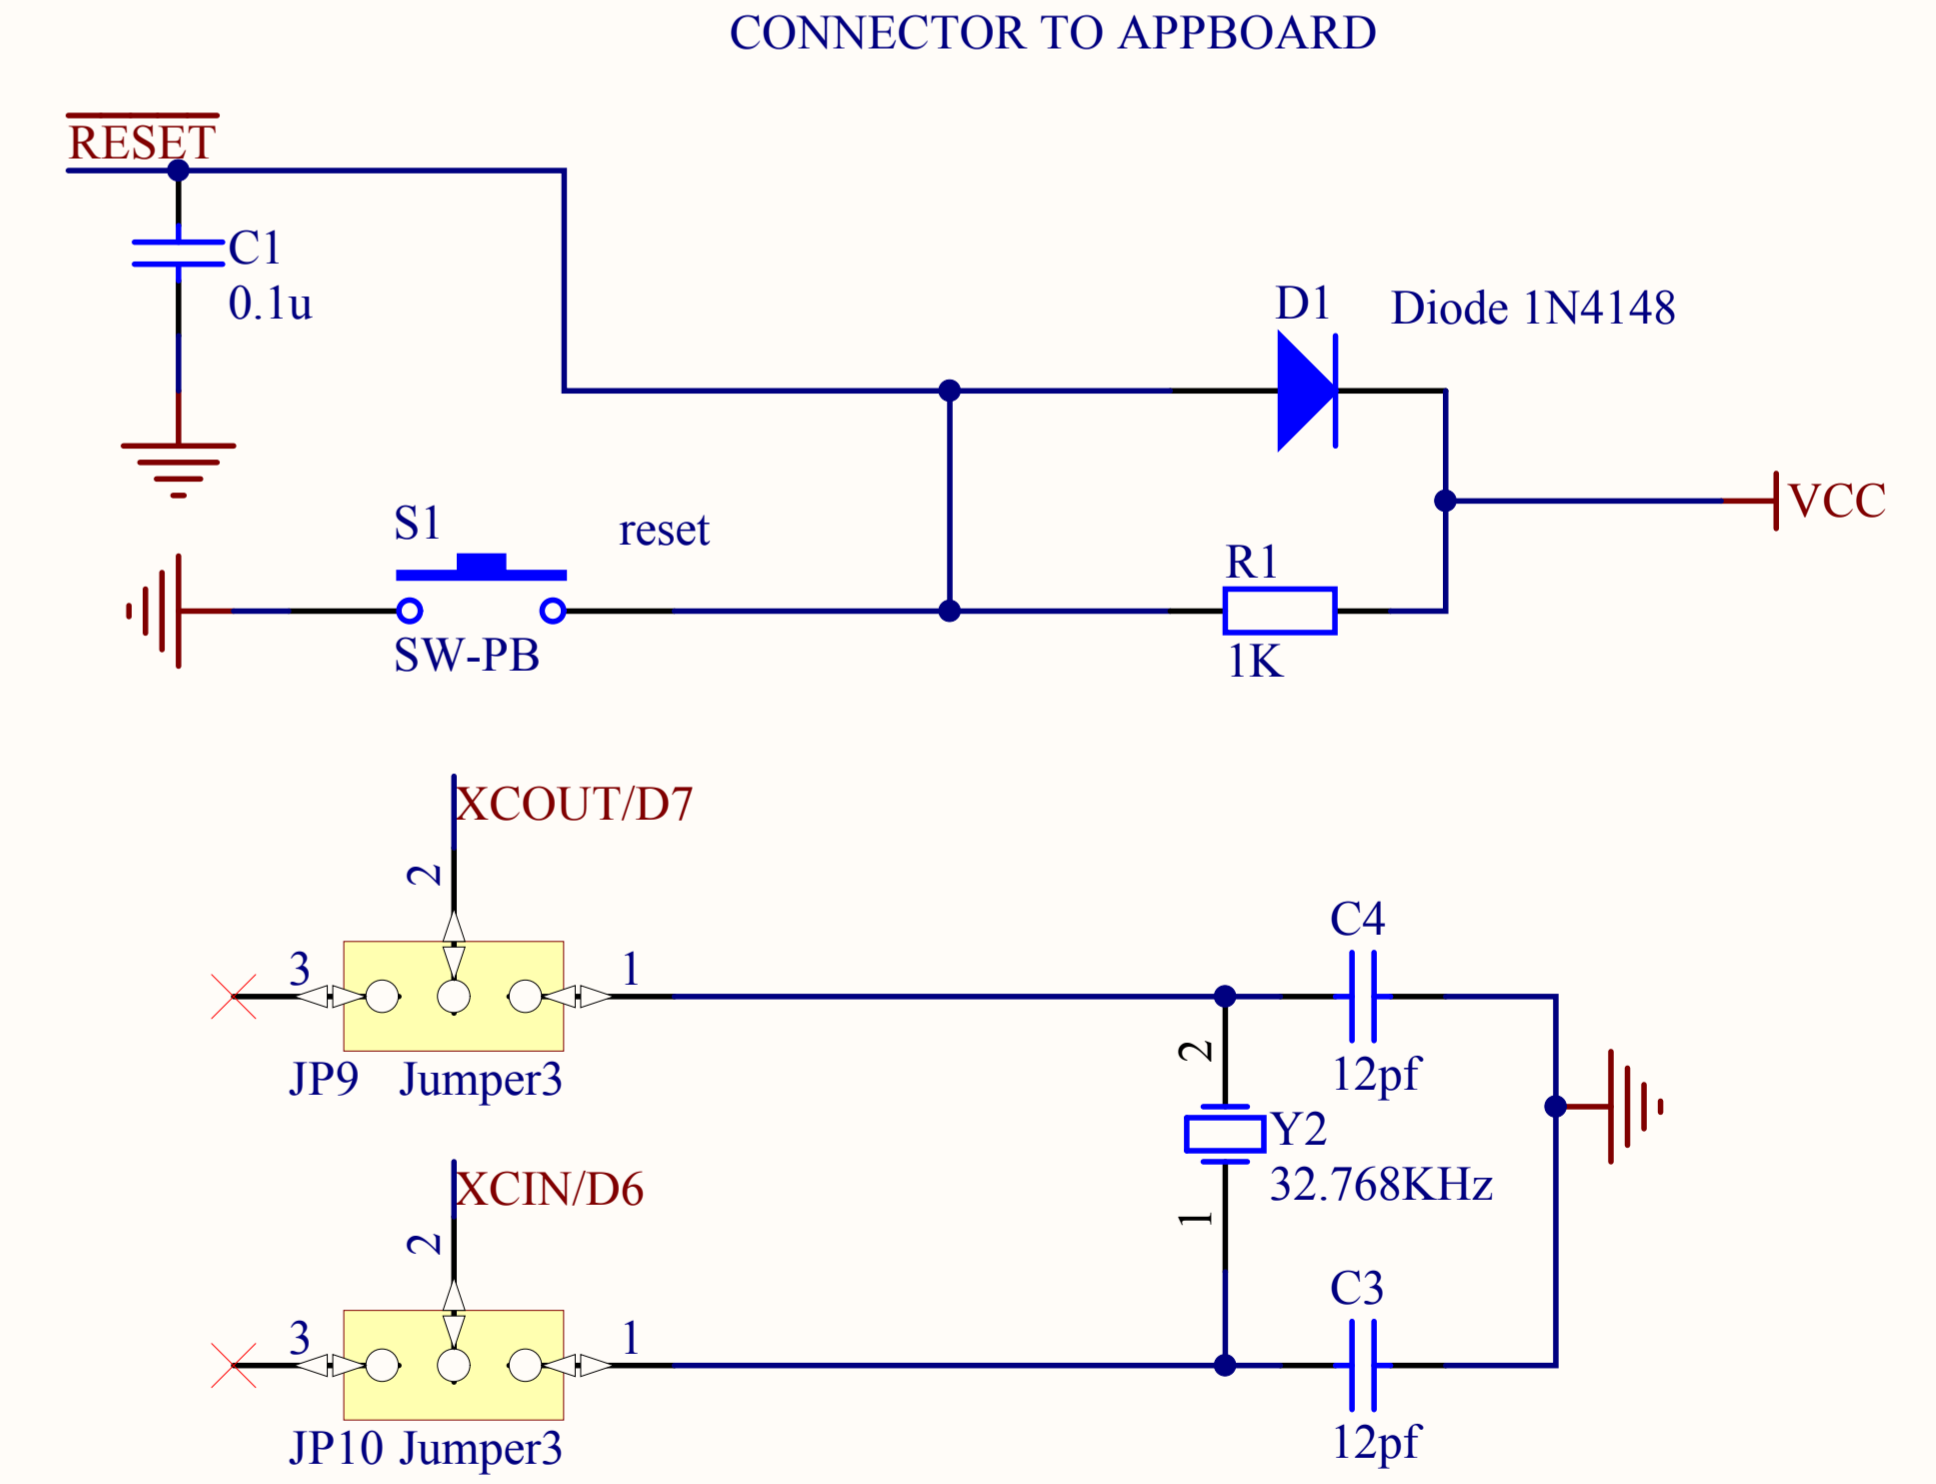 CONNECTOR TO APPBOARD
RESET
C1
0.1u
D1 Diode 1N4148
VCC
S1 reset
SW-PB
R1
1K
XCOUT/D7
2
3 1
JP9 Jumper3
C4
12pf
2
Y2
32.768KHz
1
XCIN/D6
2
3 1
JP10 Jumper3
C3
12pf